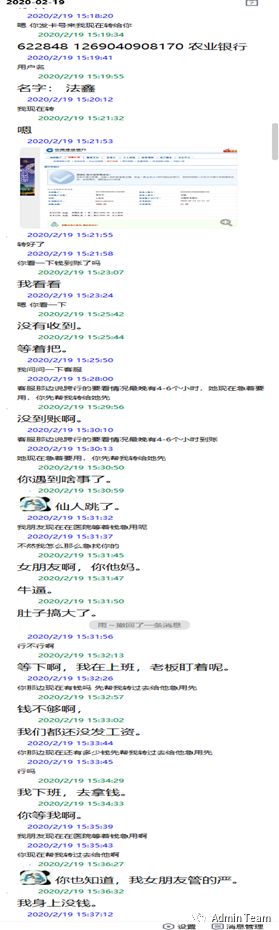 2020-02-19
2020/2/19 15:18:20
嗯 你发卡号来我现在转给你
2020/2/19 15:19:34
622848 1269040908170 农业银行
2020/2/19 15:19:41
用户名
2020/2/19 15:19:55
名字： 法鑫
2020/2/19 15:20:12
我现在转
2020/2/19 15:21:32
嗯
2020/2/19 15:21:53
2020/2/19 15:21:55
转好了
2020/2/19 15:21:58
你看一下钱到账了吗
2020/2/19 15:23:07
我看看
2020/2/19 15:23:24
嗯 你看一下
2020/2/19 15:25:42
没有收到。
2020/2/19 15:25:44
等着把。
2020/2/19 15:25:50
我问问一下客服
2020/2/19 15:28:00
客服那边说跨行的要看情况最晚有4-6个小时，她现在急着要
用，你先帮我转给她先
2020/2/19 15:29:56
没到账啊。
2020/2/19 15:30:10
客服那边说跨行的要看情况最晚有4-6个小时到账
2020/2/19 15:30:13
她现在急着要用，你先帮我转给她先
2020/2/19 15:30:50
你遇到啥事了。
2020/2/19 15:30:59
仙人跳了。
2020/2/19 15:31:32
我朋友现在在医院等着钱急用呢
2020/2/19 15:31:37
不然我怎么那么急找你的
2020/2/19 15:31:45
女朋友啊，你他妈。
2020/2/19 15:31:47
牛逼。
2020/2/19 15:31:50
肚子搞大了。
雨～撤回了一条消息
2020/2/19 15:31:56
行不行啊
2020/2/19 15:32:13
等下啊，我在上班，老板盯着呢。
2020/2/19 15:32:26
你那边现在有钱吗 先帮我转过去给他急用先
2020/2/19 15:32:57
钱不够啊，
2020/2/19 15:33:02
我们都还没发工资。
2020/2/19 15:33:44
你那边现在还有多少钱先帮我转过去给他急用先
2020/2/19 15:33:45
行吗
2020/2/19 15:34:29
我下班，去拿钱。
2020/2/19 15:34:33
你等我啊。
2020/2/19 15:35:39
我朋友现在在医院等着钱急用啊
2020/2/19 15:35:43
你现在帮我转过去给他啊
2020/2/19 15:36:27
你也知道，我女朋友管的严。
2020/2/19 15:36:32
我身上没钱。
2020/2/19 15:37:12
Admin Team
设置
消息管理